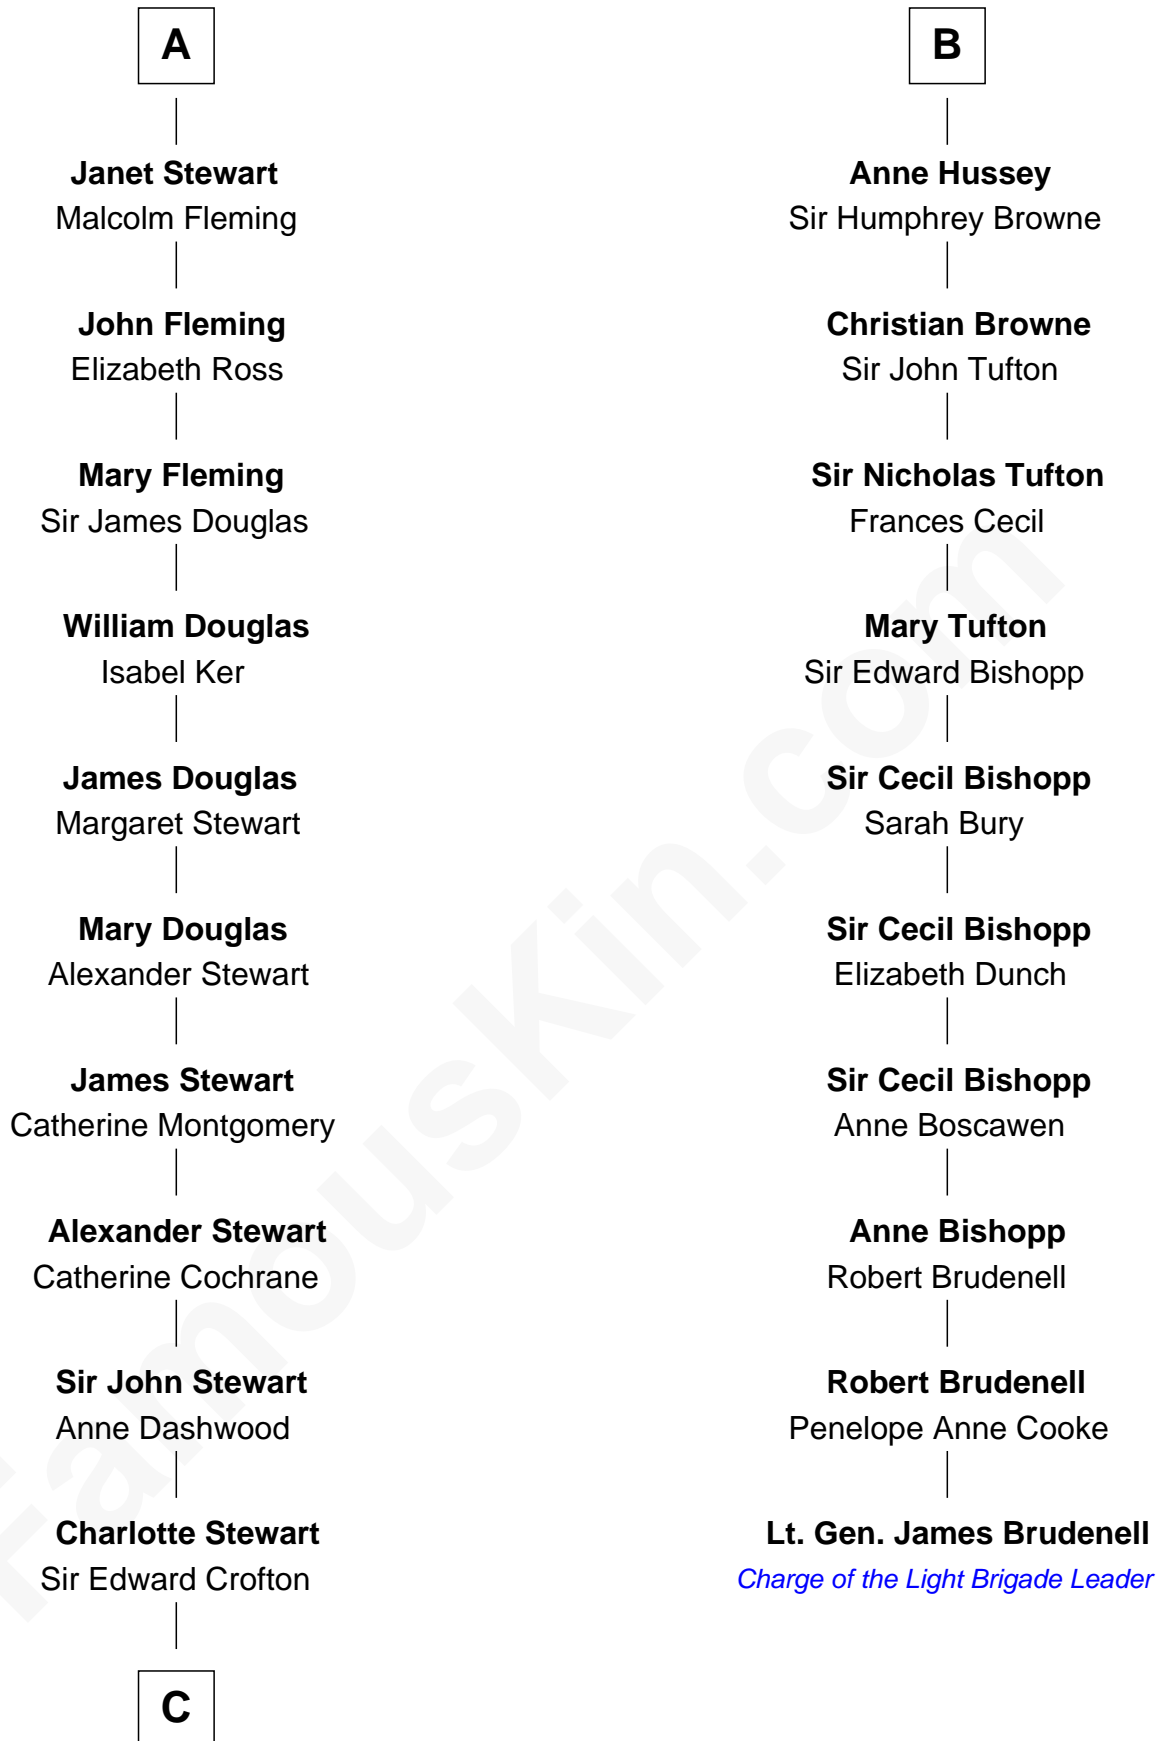 A
Janet Stewart
Malcolm Fleming
John Fleming
Elizabeth Ross
Mary Fleming
Sir James Douglas
William Douglas
Isabel Ker
James Douglas
Margaret Stewart
Mary Douglas
Alexander Stewart
James Stewart
Catherine Montgomery
Alexander Stewart
Catherine Cochrane
Sir John Stewart
Anne Dashwood
Charlotte Stewart
Sir Edward Crofton
C
B
Anne Hussey
Sir Humphrey Browne
Christian Browne
Sir John Tufton
Sir Nicholas Tufton
Frances Cecil
Mary Tufton
Sir Edward Bishopp
Sir Cecil Bishopp
Sarah Bury
Sir Cecil Bishopp
Elizabeth Dunch
Sir Cecil Bishopp
Anne Boscawen
Anne Bishopp
Robert Brudenell
Robert Brudenell
Penelope Anne Cooke
Lt. Gen. James Brudenell
Charge of the Light Brigade Leader
FamousKin.com